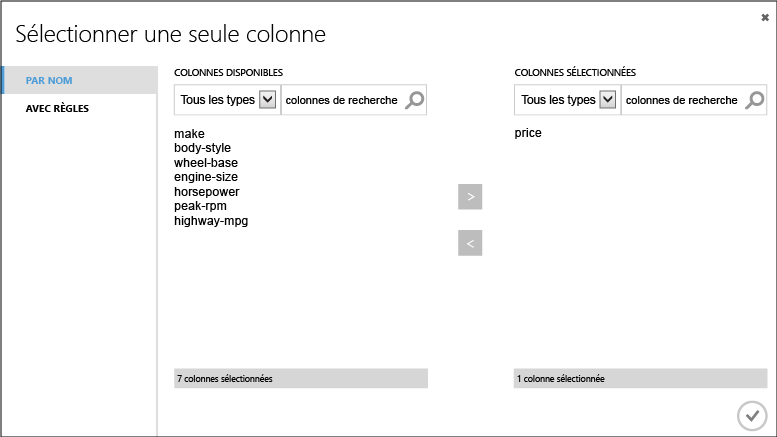 Sélectionner une seule colonne
PAR NOM
AVEC RÈGLES
COLONNES DISPONIBLES
Tous les types
colonnes de recherche
make
body-style
wheel-base
engine-size
horsepower
peak-rpm
highway-mpg
7 colonnes sélectionnées
>
<
COLONNES SÉLECTIONNÉES
Tous les types
colonnes de recherche
price
1 colonne sélectionnée